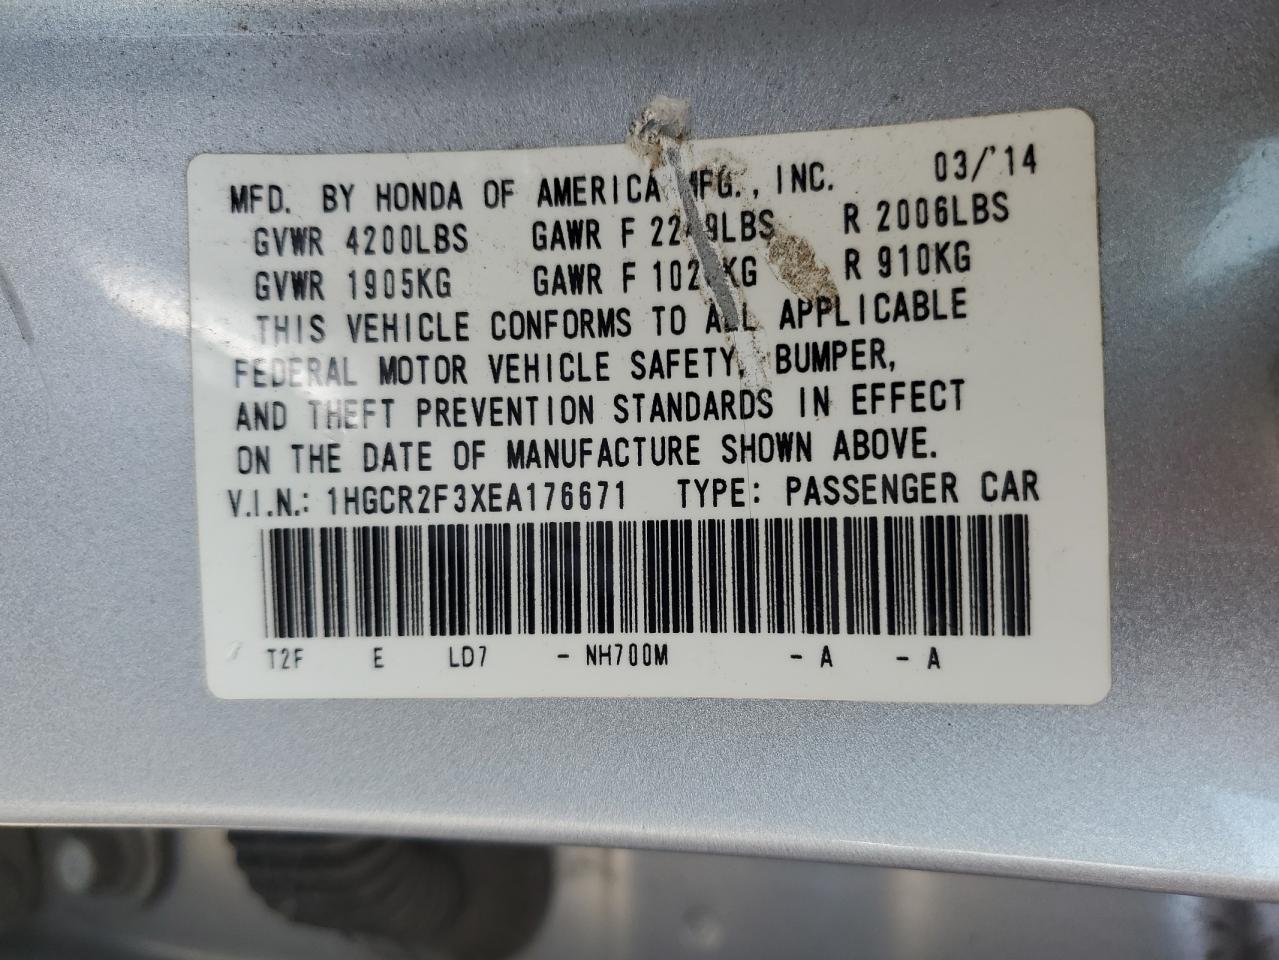 MFD. BY HONDA OF AMERICA MFG., INC. 03/'14
GVWR 4200LBS GAWR F LBS R 2006LBS
GVWR 1905KG GAWR F KG R 910KG
THIS VEHICLE CONFORMS TO ALL APPLICABLE
FEDERAL MOTOR VEHICLE SAFETY, BUMPER,
AND THEFT PREVENTION STANDARDS IN EFFECT
ON THE DATE OF MANUFACTURE SHOWN ABOVE.
V.I.N.: 1HGCR2F3XEA176671 TYPE: PASSENGER CAR
T2F E LD7 - NH700M - A - A